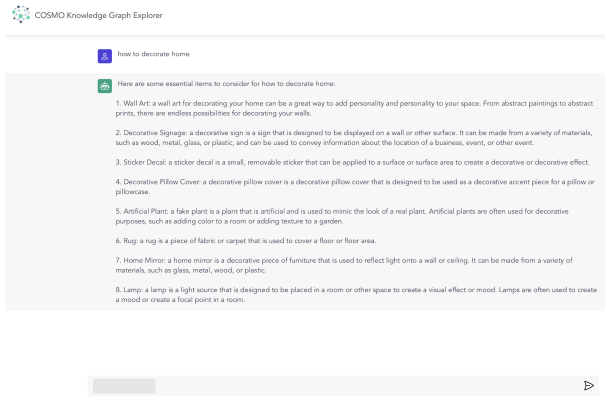 COSMO Knowledge Graph Explorer
how to decorate home
Here are some essential items to consider for how to decorate home:
1. Wall Art: a wall art for decorating your home can be a great way to add personality and personality to your space. From abstract paintings to abstract
prints, there are endless possibilities for decorating your walls.
2. Decorative Signage: a decorative sign is a sign that is designed to be displayed on a wall or other surface. It can be made from a variety of materials,
such as wood, metal, glass, or plastic, and can be used to convey information about the location of a business, event, or other event.
3. Sticker Decal: a sticker decal is a small, removable sticker that can be applied to a surface or surface area to create a decorative or decorative effect.
4. Decorative Pillow Cover: a decorative pillow cover is a decorative pillow cover that is designed to be used as a decorative accent piece for a pillow or
pillowcase.
5. Artificial Plant: a fake plant is a plant that is artificial and is used to mimic the look of a real plant. Artificial plants are often used for decorative
purposes, such as adding color to a room or adding texture to a garden.
6. Rug: a rug is a piece of fabric or carpet that is used to cover a floor or floor area.
7. Home Mirror: a home mirror is a decorative piece of furniture that is used to reflect light onto a wall or ceiling. It can be made from a variety of
materials, such as glass, metal, wood, or plastic.
8. Lamp: a lamp is a light source that is designed to be placed in a room or other space to create a visual effect or mood. Lamps are often used to create
a mood or create a focal point in a room.